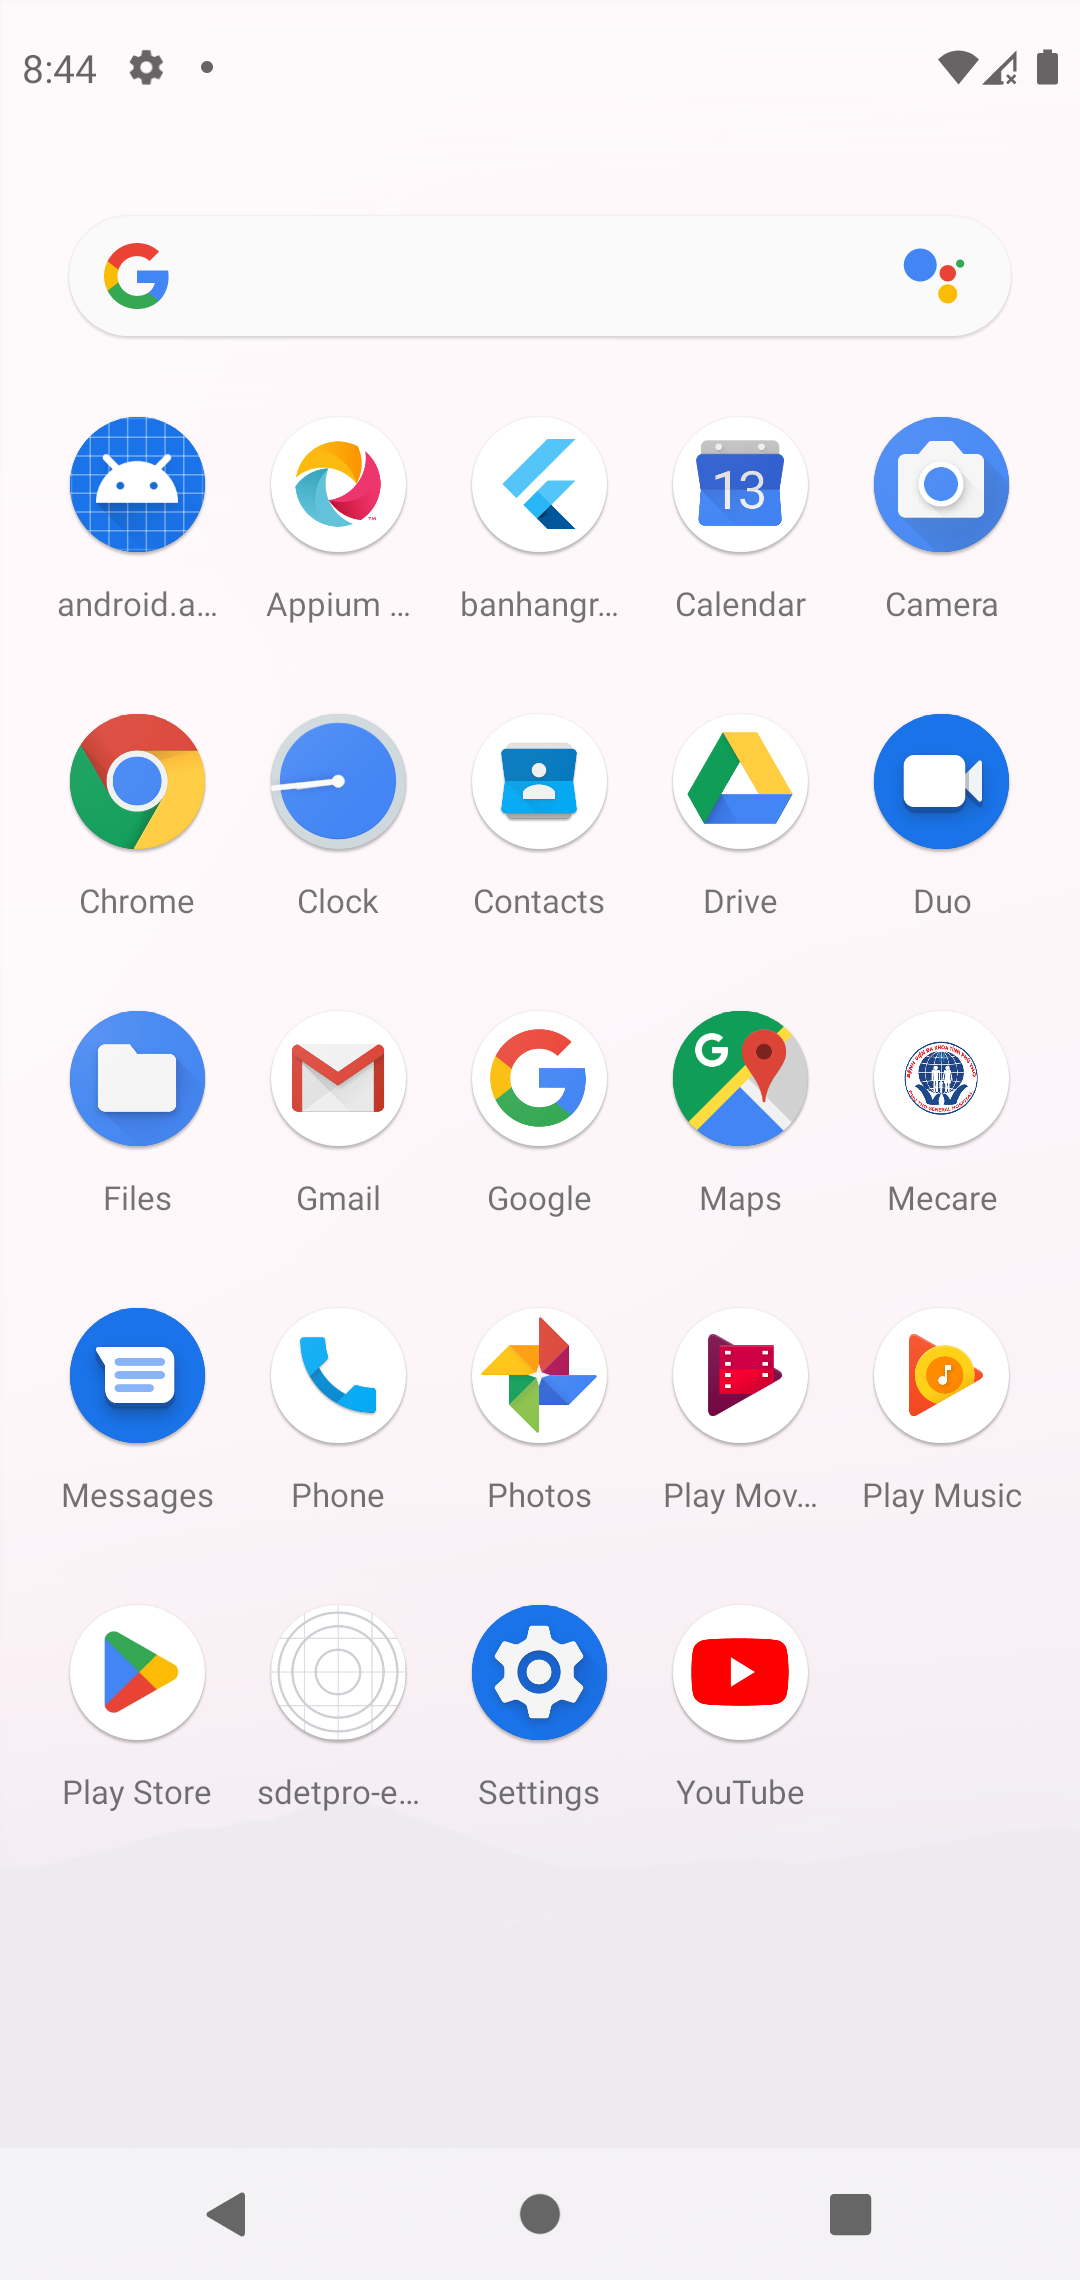 8:44
android.a...
Appium ...
banhangr...
Calendar
Camera
13
Chrome
Clock
Contacts
Drive
Duo
Files
Gmail
Google
Maps
Mecare
Messages
Phone
Photos
Play Mov...
Play Music
Play Store
sdetpro-e...
Settings
YouTube